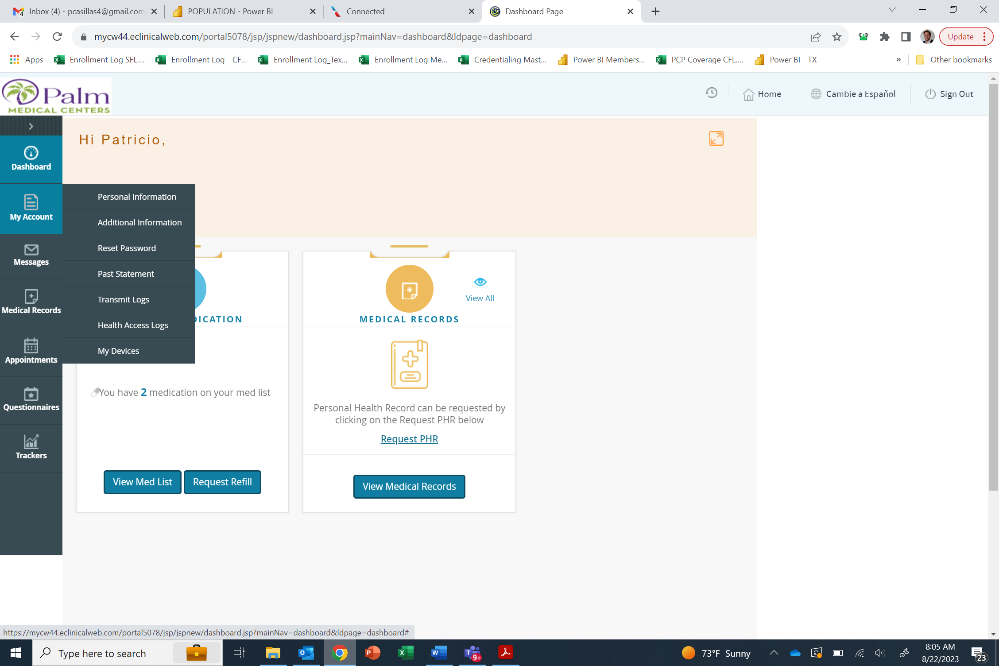 Inbox (4) - pcasillas4@gmail.com
POPULATION - Power BI
Connected
Dashboard Page
mycw44.eclinicalweb.com/portal5078/jsp/jspnew/dashboard.jsp?mainNav=dashboard&ldpage=dashboard
Update
Apps
Enrollment Log SFL....
Enrollment Log - CF...
Enrollment Log_Tex...
Enrollment Log Me...
Credentialing Mast...
Power BI Members...
PCP Coverage CFL....
Power BI - TX
»
Other bookmarks
Palm
MEDICAL CENTERS
Home
Cambie a Español
Sign Out
Hi Patricio,
Dashboard
My Account
Messages
Medical Records
Appointments
Questionnaires
Trackers
Personal Information
Additional Information
Reset Password
Past Statement
Transmit Logs
Health Access Logs
My Devices
DICATION
You have 2 medication on your med list
View Med List
Request Refill
View All
MEDICAL RECORDS
Personal Health Record can be requested by
clicking on the Request PHR below
Request PHR
View Medical Records
https://mycw44.eclinicalweb.com/portal5078/jsp/jspnew/dashboard.jsp?mainNav=dashboard&ldpage=dashboard#
Type here to search
9+
73°F Sunny
8:05 AM
8/22/2023
23